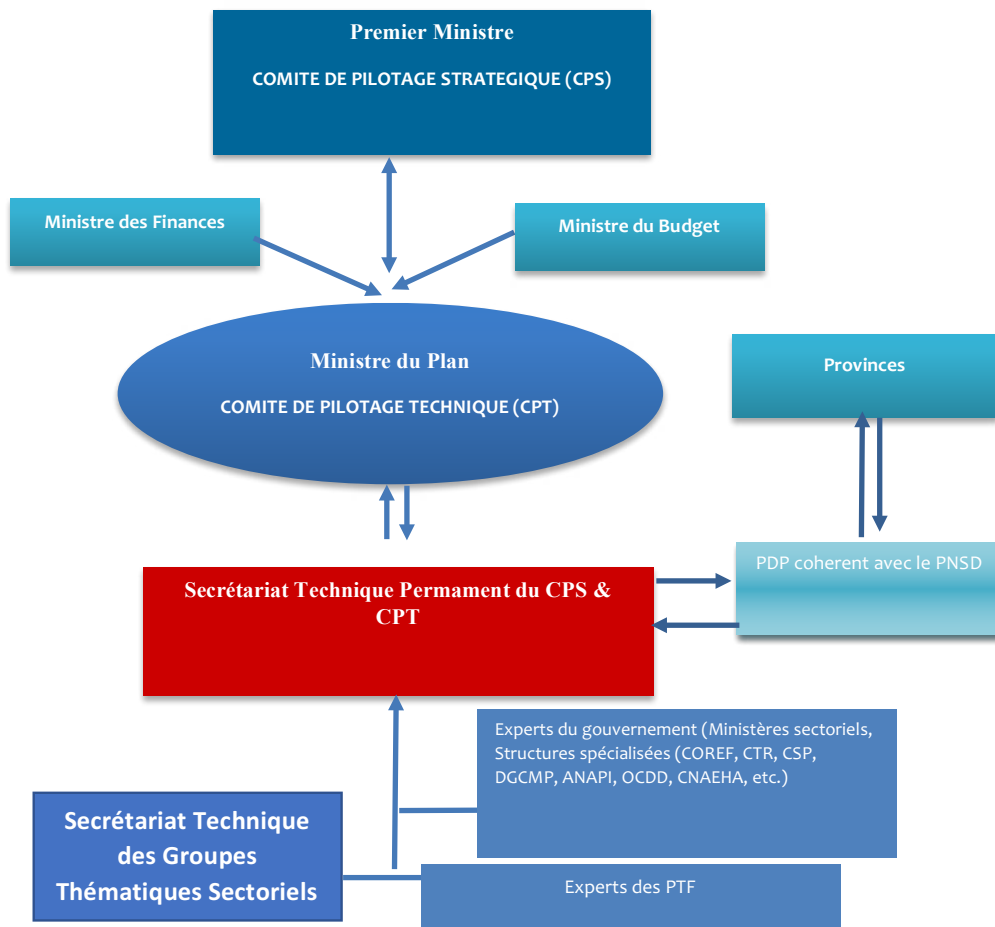 Premier Ministre
COMITE DE PILOTAGE STRATEGIQUE (CPS)
Ministre des Finances
Ministre du Budget
Ministre du Plan
COMITE DE PILOTAGE TECHNIQUE (CPT)
Provinces
PDP coherent avec le PNSD
Secrétariat Technique Permament du CPS &
CPT
Experts du gouvernement (Ministères sectoriels,
Structures spécialisées (COREF, CTR, CSP,
DGCMP, ANAPI, OCDD, CNAEHA, etc.)
Secrétariat Technique
des Groupes
Thématiques Sectoriels
Experts des PTF